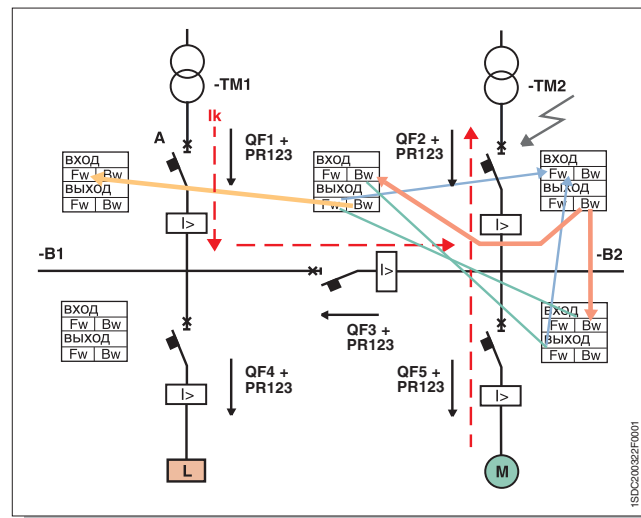 -TM1
-TM2
Ik
A
QF1 +
PR123
QF2 +
PR123
ВХОД
Fw Bw
ВЫХОД
Fw Bw
ВХОД
Fw Bw
ВЫХОД
Fw Bw
ВХОД
Fw Bw
ВЫХОД
Fw Bw
I>
I>
-B1
-B2
I>
ВХОД
Fw Bw
ВЫХОД
Fw Bw
QF3 +
PR123
ВХОД
Fw Bw
ВЫХОД
Fw Bw
QF4 +
PR123
QF5 +
PR123
I>
I>
L
M
1SDC200322F0001